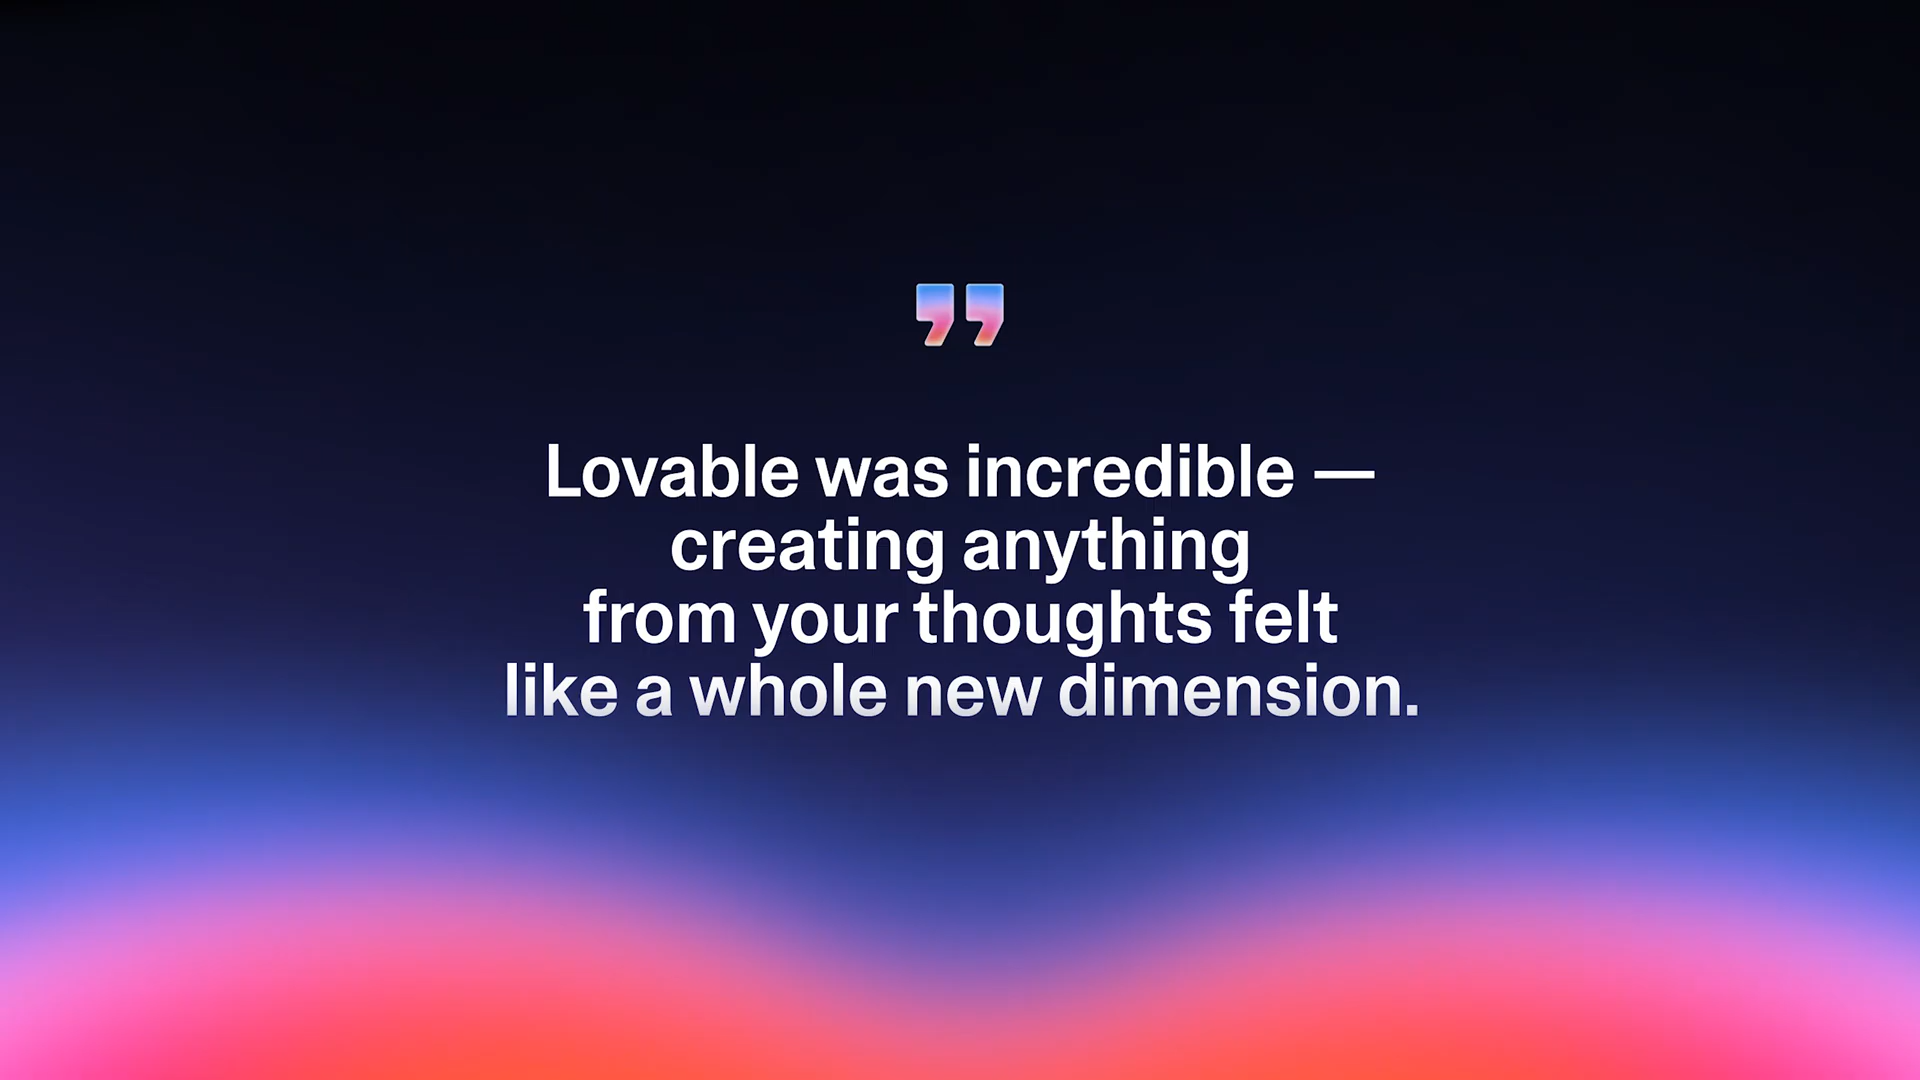 ”
Lovable was incredible —
creating anything
from your thoughts felt
like a whole new dimension.